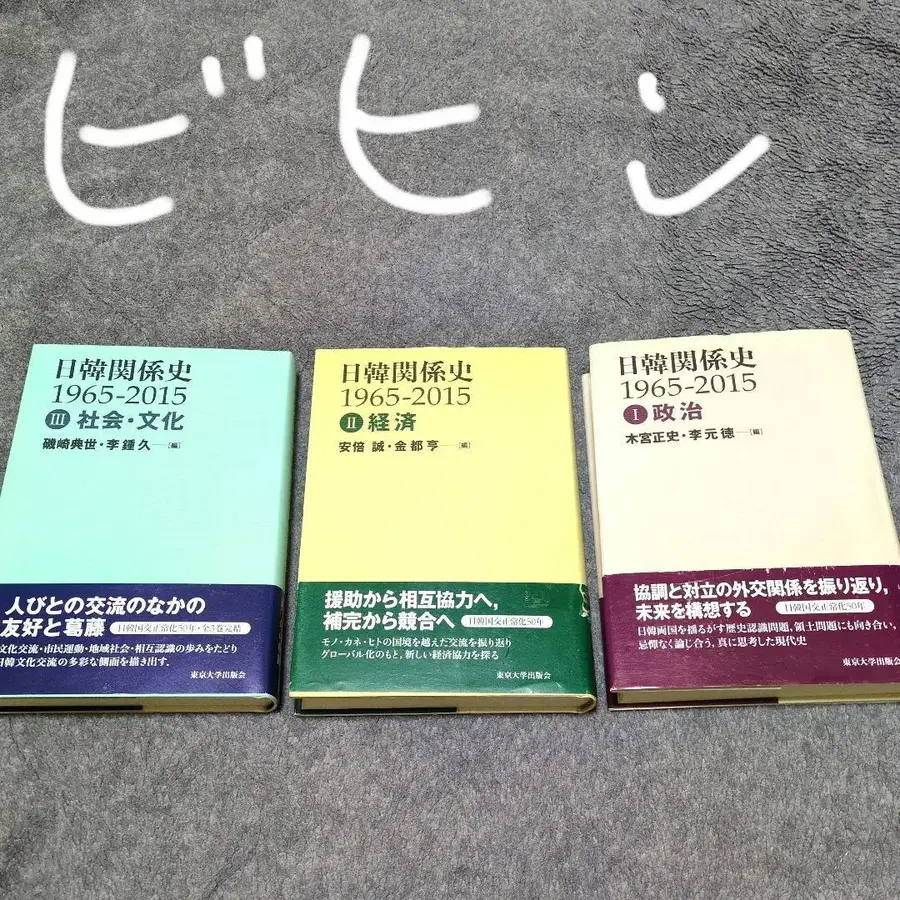 ビヒン
日韓関係史
1965-2015
III 社会・文化
磯崎典世・李鍾久─[編]
人びとの交流のなかの
友好と葛藤 日韓国交正常化50年・全3巻完結
文化交流・市民運動・地域社会・相互認識の歩みをたどり
日韓文化交流の多彩な側面を描き出す.
東京大学出版会
日韓関係史
1965-2015
II 経済
安倍 誠・金都亨─[編]
援助から相互協力へ,
補完から競合へ 日韓国交正常化50年
モノ・カネ・ヒトの国境を越えた交流を振り返り
グローバル化のもと,新しい経済協力を探る
東京大学出版会
日韓関係史
1965-2015
I 政治
木宮正史・李元徳─[編]
協調と対立の外交関係を振り返り,
未来を構想する 日韓国交正常化50年
日韓両国を揺るがす歴史認識問題,領土問題にも向き合い,
忌憚なく論じ合う,真に思考した現代史
東京大学出版会